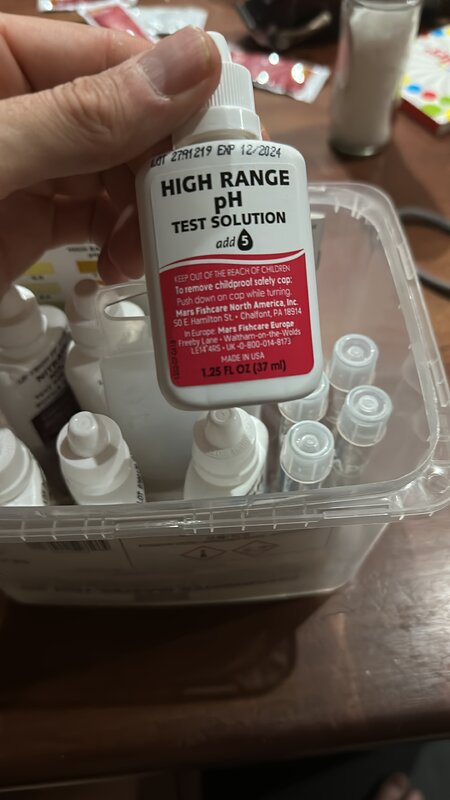 LOT 2791219 EXP 12/2024
HIGH RANGE
pH
TEST SOLUTION
add 5
KEEP OUT OF THE REACH OF CHILDREN
To remove childproof safety cap:
Push down on cap while turning.
Mars Fishcare North America, Inc.
50 E. Hamilton St. • Chalfont, PA 18914
In Europe: Mars Fishcare Europe
Freeby Lane • Waltham-on-the-Wolds
LE14 4RS • UK -0-800-014-8173
MADE IN USA
1.25 FL OZ (37 ml)